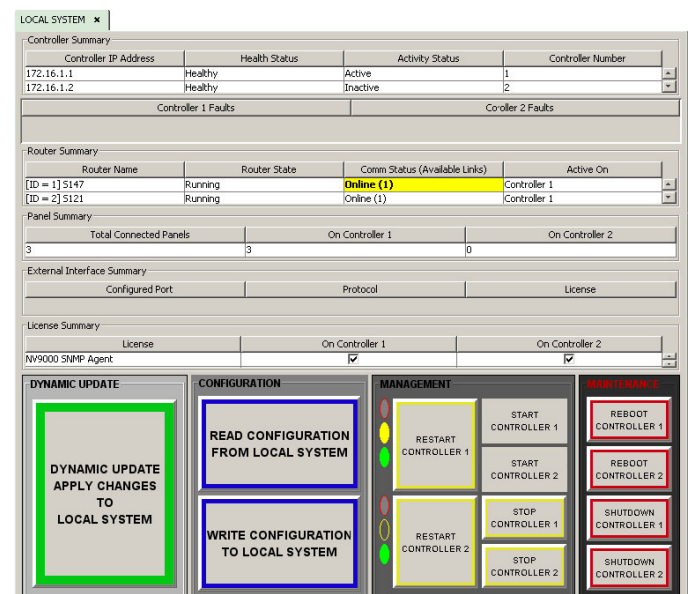 LOCAL SYSTEM ×
Controller Summary
Controller IP Address Health Status Activity Status Controller Number
172.16.1.1 Healthy Active 1
172.16.1.2 Healthy Inactive 2
Controller 1 Faults Co·oller 2 Faults
Router Summary
Router Name Router State Comm Status (Available Links) Active On
[ID = 1] S147 Running Online (1) Controller 1
[ID = 2] S121 Running Online (1) Controller 1
Panel Summary
Total Connected Panels On Controller 1 On Controller 2
3 3 0
External Interface Summary
Configured Port Protocol License
License Summary
License On Controller 1 On Controller 2
NV9000 SNMP Agent
DYNAMIC UPDATE
DYNAMIC UPDATE
APPLY CHANGES
TO
LOCAL SYSTEM
CONFIGURATION
READ CONFIGURATION
FROM LOCAL SYSTEM
WRITE CONFIGURATION
TO LOCAL SYSTEM
MANAGEMENT
RESTART
CONTROLLER 1
START
CONTROLLER 1
START
CONTROLLER 2
RESTART
CONTROLLER 2
STOP
CONTROLLER 1
STOP
CONTROLLER 2
MAINTENANCE
REBOOT
CONTROLLER 1
REBOOT
CONTROLLER 2
SHUTDOWN
CONTROLLER 1
SHUTDOWN
CONTROLLER 2